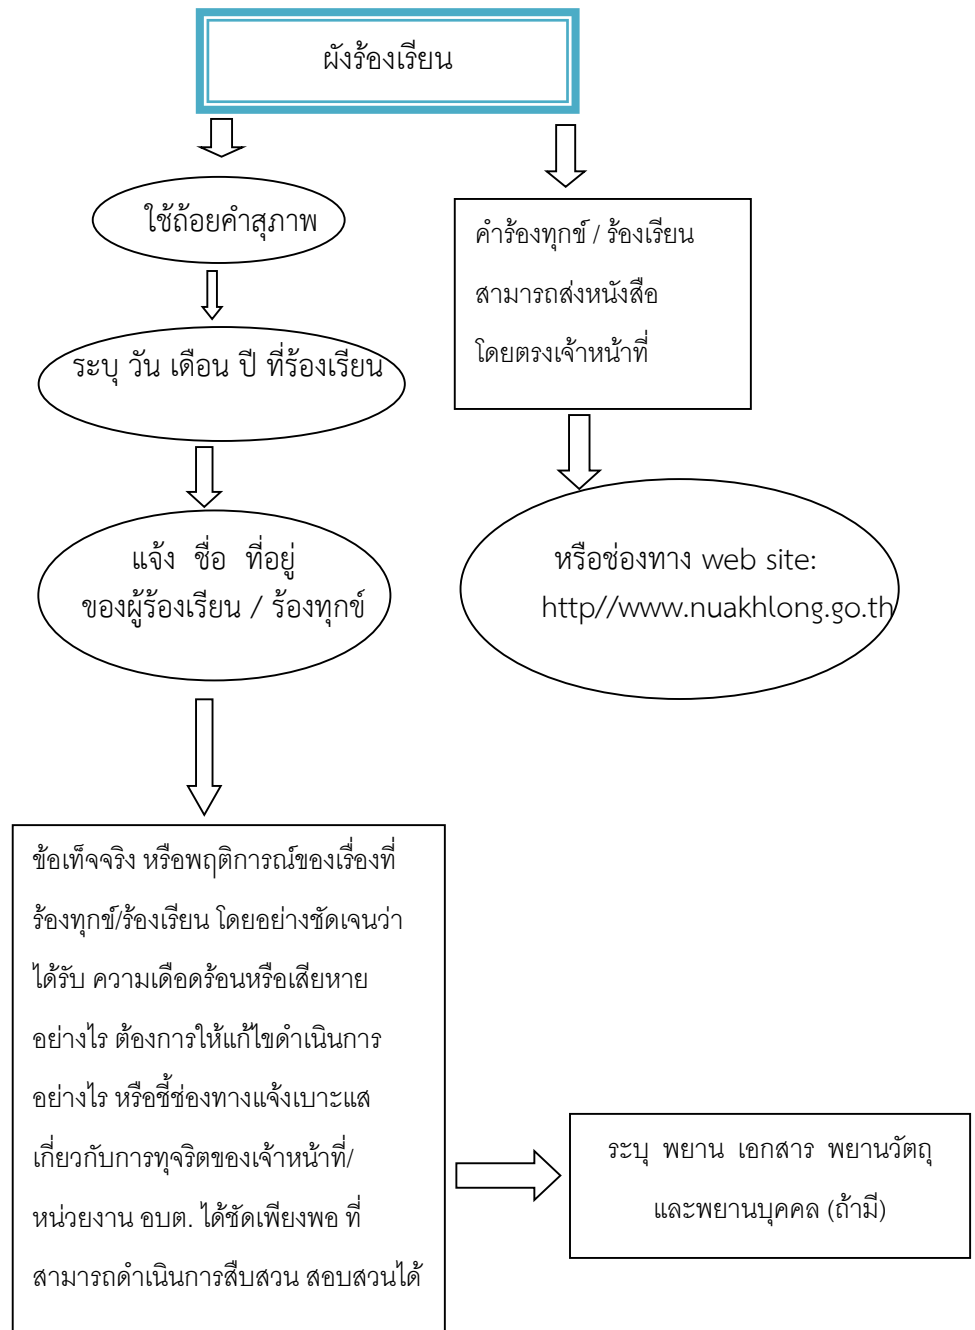 ผังร้องเรียน
ใช้ถ้อยคำสุภาพ
ระบุ วัน เดือน ปี ที่ร้องเรียน
แจ้ง ชื่อ ที่อยู่
ของผู้ร้องเรียน / ร้องทุกข์
คำร้องทุกข์ / ร้องเรียน
สามารถส่งหนังสือ
โดยตรงเจ้าหน้าที่
หรือช่องทาง web site:
http//www.nuakhlong.go.th
ข้อเท็จจริง หรือพฤติการณ์ของเรื่องที่
ร้องทุกข์/ร้องเรียน โดยอย่างชัดเจนว่า
ได้รับ ความเดือดร้อนหรือเสียหาย
อย่างไร ต้องการให้แก้ไขดำเนินการ
อย่างไร หรือชี้ช่องทางแจ้งเบาะแส
เกี่ยวกับการทุจริตของเจ้าหน้าที่/
หน่วยงาน อบต. ได้ชัดเพียงพอ ที่
สามารถดำเนินการสืบสวน สอบสวนได้
ระบุ พยาน เอกสาร พยานวัตถุ
และพยานบุคคล (ถ้ามี)